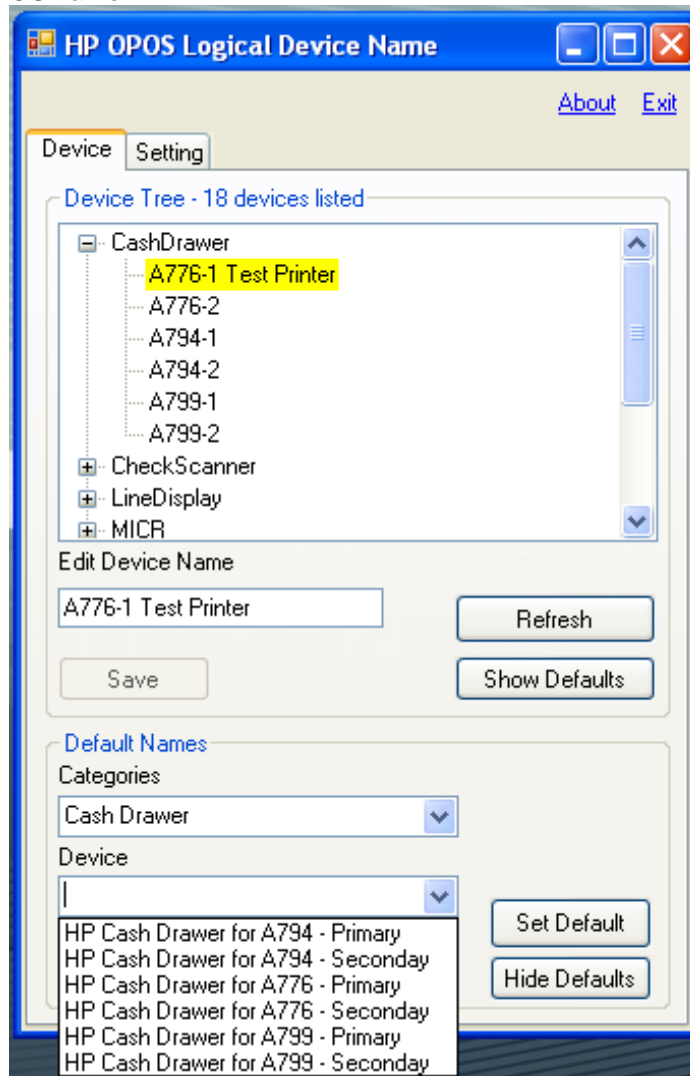 HP OPOS Logical Device Name
About Exit
Device Setting
Device Tree - 18 devices listed
CashDrawer
A776-1 Test Printer
A776-2
A794-1
A794-2
A799-1
A799-2
CheckScanner
LineDisplay
MICR
Edit Device Name
A776-1 Test Printer
Refresh
Save
Show Defaults
Default Names
Categories
Cash Drawer
Device
Set Default
Hide Defaults
HP Cash Drawer for A794 - Primary
HP Cash Drawer for A794 - Seconday
HP Cash Drawer for A776 - Primary
HP Cash Drawer for A776 - Seconday
HP Cash Drawer for A799 - Primary
HP Cash Drawer for A799 - Seconday